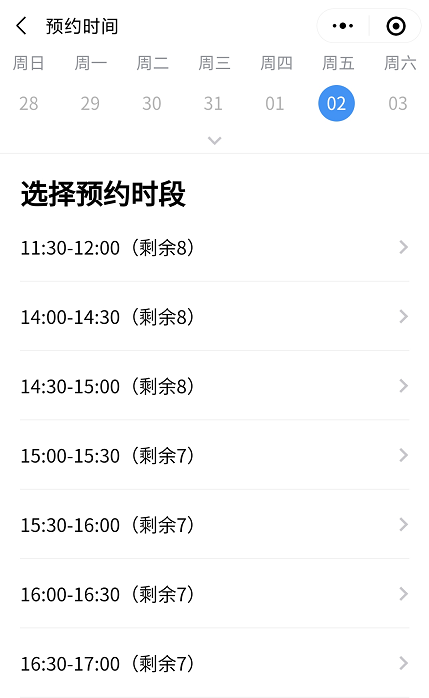 预约时间
周日 周一 周二 周三 周四 周五 周六
28 29 30 31 01 02 03
选择预约时段
11:30-12:00（剩余8）
14:00-14:30（剩余8）
14:30-15:00（剩余8）
15:00-15:30（剩余7）
15:30-16:00（剩余7）
16:00-16:30（剩余7）
16:30-17:00（剩余7）